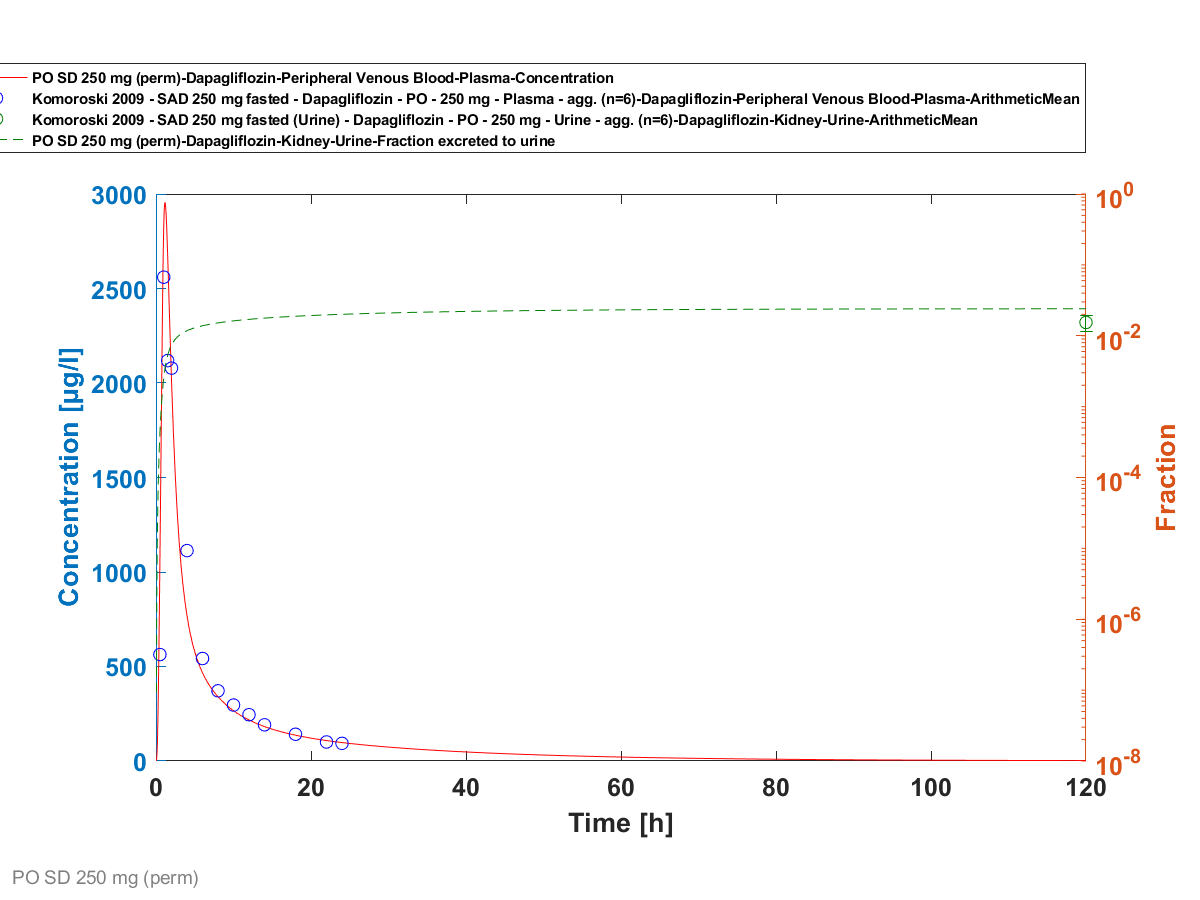 PO SD 250 mg (perm)-Dapagliflozin-Peripheral Venous Blood-Plasma-Concentration
Komoroski 2009 - SAD 250 mg fasted - Dapagliflozin - PO - 250 mg - Plasma - agg. (n=6)-Dapagliflozin-Peripheral Venous Blood-Plasma-ArithmeticMean
Komoroski 2009 - SAD 250 mg fasted (Urine) - Dapagliflozin - PO - 250 mg - Urine - agg. (n=6)-Dapagliflozin-Kidney-Urine-ArithmeticMean
PO SD 250 mg (perm)-Dapagliflozin-Kidney-Urine-Fraction excreted to urine
Concentration [µg/l]
3000
2500
2000
1500
1000
500
0
10^0
10^-2
10^-4
10^-6
10^-8
Fraction
0 20 40 60 80 100 120
Time [h]
PO SD 250 mg (perm)